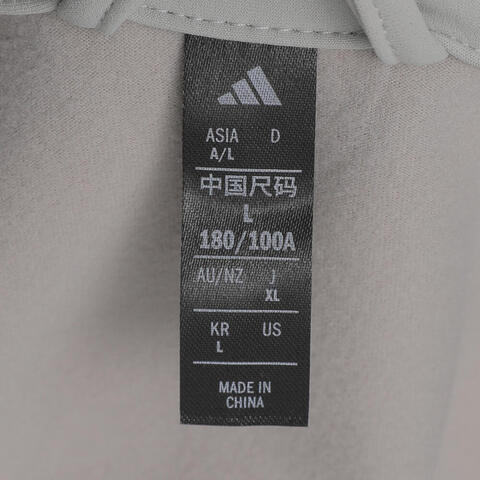 ASIA D
A/L
中国尺码
L
180/100A
AU/NZ J
XL
KR US
L
MADE IN
CHINA